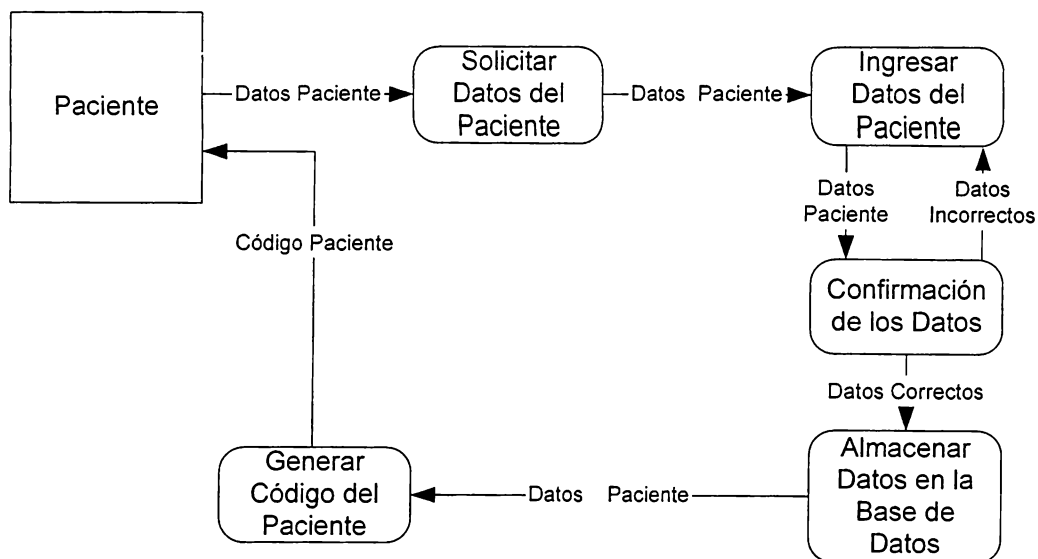 Paciente
Datos Paciente
Solicitar
Datos del
Paciente
Datos Paciente
Ingresar
Datos del
Paciente
Datos
Paciente
Datos
Incorrectos
Código Paciente
Confirmación
de los Datos
Datos Correctos
Almacenar
Datos en la
Base de
Datos
Datos Paciente
Generar
Código del
Paciente